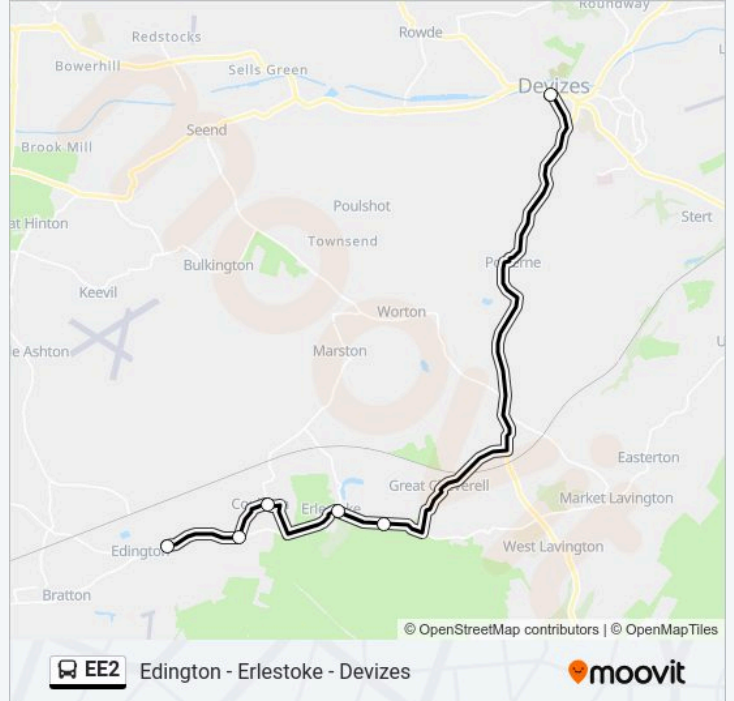 Roundway
Rowde
Redstocks
Bowerhill
Sells Green
Devizes
Seend
Brook Mill
Poulshot
at Hinton
Stert
Townsend
Bulkington
Keevil
Worton
e Ashton
Marston
Easterton
Great
Market Lavington
Edington
West Lavington
Bratton
© OpenStreetMap contributors | © OpenMapTiles
EE2 Edington - Erlestoke - Devizes
moovit